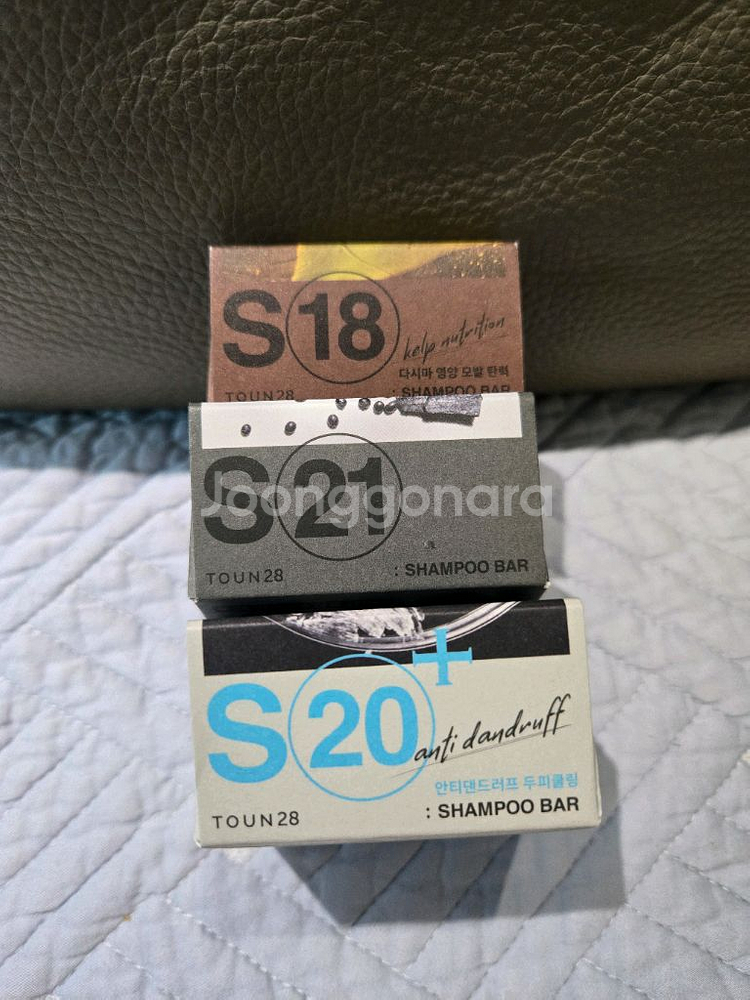 S18
kelp nutrition
다시마 영양 모발 탄력
TOUN28 : SHAMPOO BAR
S21
Joonggonara
TOUN28 : SHAMPOO BAR
S20+
anti dandruff
안티댄드러프 두피쿨링
TOUN28 : SHAMPOO BAR